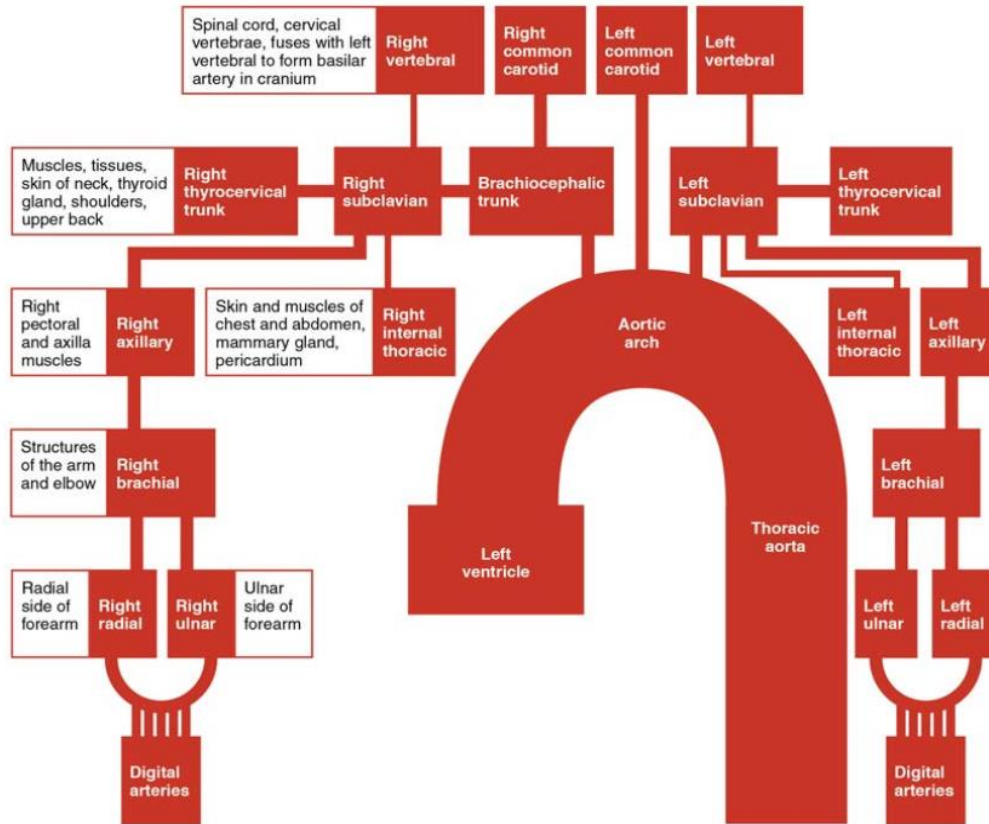 Spinal cord, cervical
vertebrae, fuses with left
vertebral to form basilar
artery in cranium
Right
vertebral
Right
common
carotid
Left
common
carotid
Left
vertebral
Muscles, tissues,
skin of neck, thyroid
gland, shoulders,
upper back
Right
thyrocervical
trunk
Right
subclavian
Brachiocephalic
trunk
Left
subclavian
Left
thyrocervical
trunk
Right
pectoral
and axilla
muscles
Right
axillary
Skin and muscles of
chest and abdomen,
mammary gland,
pericardium
Right
internal
thoracic
Aortic
arch
Left
internal
thoracic
Left
axillary
Structures
of the arm
and elbow
Right
brachial
Left
brachial
Left
ventricle
Thoracic
aorta
Radial
side of
forearm
Right
radial
Right
ulnar
Ulnar
side of
forearm
Left
ulnar
Left
radial
Digital
arteries
Digital
arteries